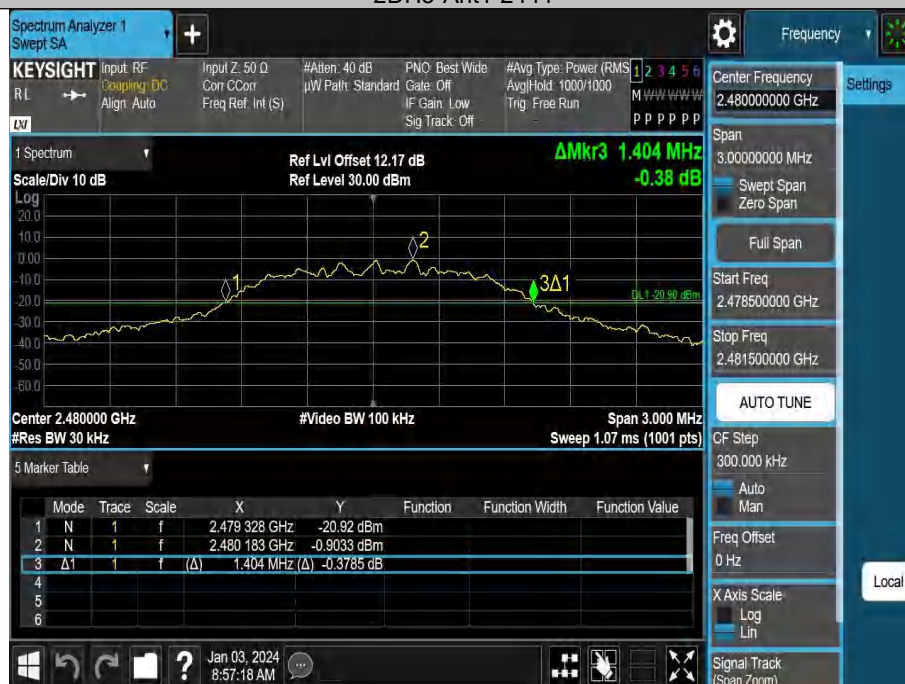 Spectrum Analyzer 1
Swept SA
+
Frequency
KEYSIGHT
RL
LXI
Input: RF
Coupling: DC
Align: Auto
Input Z: 50 Ω
Corr CCorr
Freq Ref: Int (S)
#Atten: 40 dB
µW Path: Standard
PNO: Best Wide
Gate: Off
IF Gain: Low
Sig Track: Off
#Avg Type: Power (RMS
Avg|Hold: 1000/1000
Trig: Free Run
1 2 3 4 5 6
M W W W W W
P P P P P P
1 Spectrum
Scale/Div 10 dB
Ref Lvl Offset 12.17 dB
Ref Level 30.00 dBm
ΔMkr3 1.404 MHz
-0.38 dB
Log
20.0
10.0
0.00
-10.0
-20.0
-30.0
-40.0
-50.0
-60.0
1
2
3Δ1
DL1 -20.90 dBm
Center 2.480000 GHz
#Res BW 30 kHz
#Video BW 100 kHz
Span 3.000 MHz
Sweep 1.07 ms (1001 pts)
5 Marker Table
Mode Trace Scale X Y Function Function Width Function Value
1 N 1 f 2.479 328 GHz -20.92 dBm
2 N 1 f 2.480 183 GHz -0.9033 dBm
3 Δ1 1 f (Δ) 1.404 MHz (Δ) -0.3785 dB
4
5
6
?
Jan 03, 2024
8:57:18 AM
Center Frequency
2.480000000 GHz
Span
3.00000000 MHz
Swept Span
Zero Span
Full Span
Start Freq
2.478500000 GHz
Stop Freq
2.481500000 GHz
AUTO TUNE
CF Step
300.000 kHz
Auto
Man
Freq Offset
0 Hz
X Axis Scale
Log
Lin
Signal Track
(Span Zoom)
Settings
Local